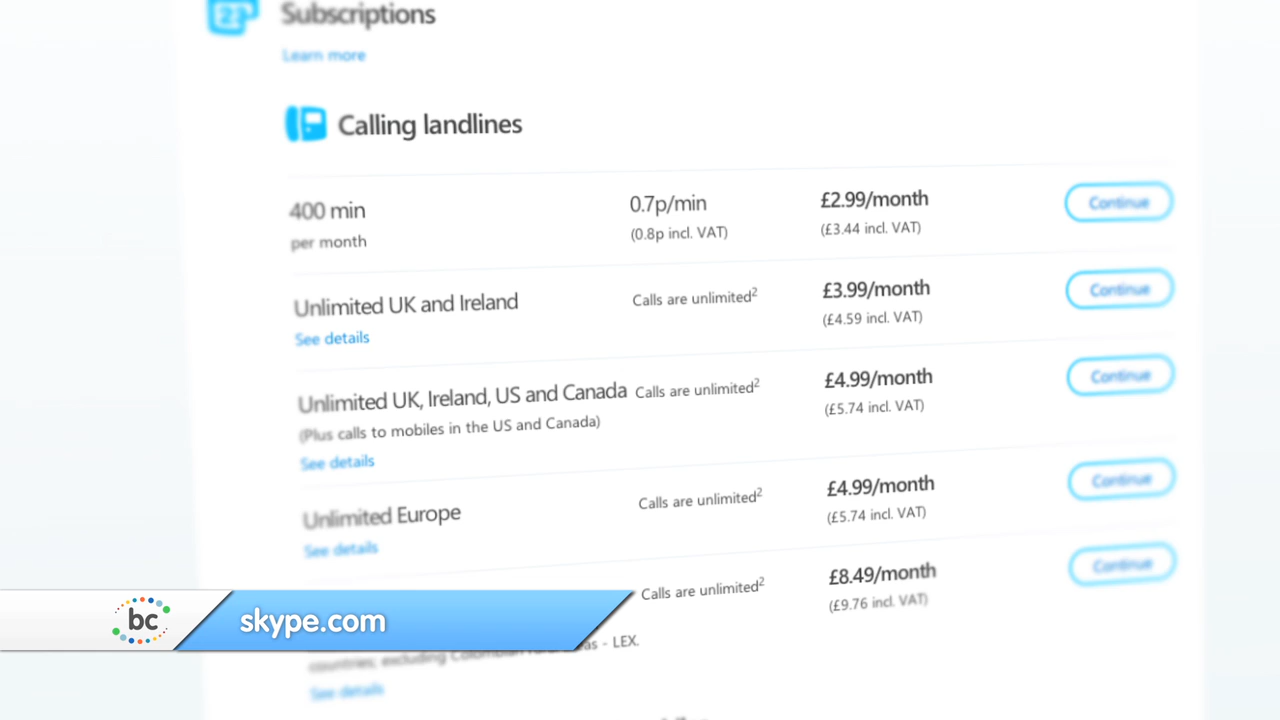 22
Subscriptions
Learn more
Calling landlines
400 min 0.7p/min £2.99/month Continue
per month (0.8p incl. VAT) (£3.44 incl. VAT)
Unlimited UK and Ireland Calls are unlimited2 £3.99/month Continue
See details (£4.59 incl. VAT)
Unlimited UK, Ireland, US and Canada Calls are unlimited2 £4.99/month Continue
(Plus calls to mobiles in the US and Canada) (£5.74 incl. VAT)
See details
Unlimited Europe Calls are unlimited2 £4.99/month Continue
See details (£5.74 incl. VAT)
Calls are unlimited2 £8.49/month Continue
(£9.76 incl. VAT)
bc skype.com
countries; excluding Colombian - LEX.
See details